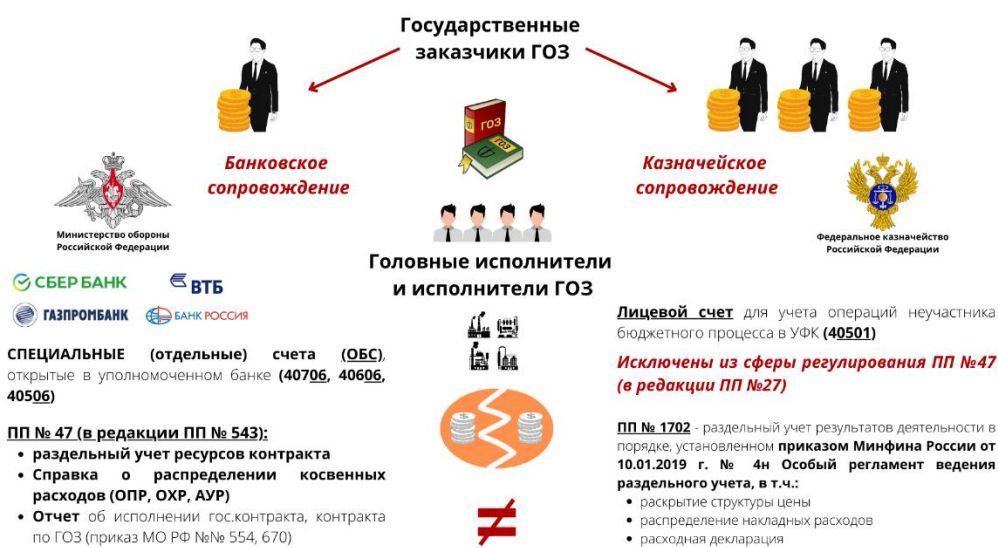 Государственные
заказчики ГОЗ
ГОЗ
ГОЗ
Банковское
сопровождение
Казначейское
сопровождение
Министерство обороны
Российской Федерации
Федеральное казначейство
Российской Федерации
СБЕР БАНК
ВТБ
ГАЗПРОМБАНК
БАНК РОССИЯ
Головные исполнители
и исполнители ГОЗ
СПЕЦИАЛЬНЫЕ (отдельные) счета (ОБС),
открытые в уполномоченном банке (40706, 40606,
40506)
ПП № 47 (в редакции ПП № 543):
• раздельный учет ресурсов контракта
• Справка о распределении косвенных
расходов (ОПР, ОХР, АУР)
• Отчет об исполнении гос.контракта, контракта
по ГОЗ (приказ МО РФ №№ 554, 670)
≠
Лицевой счет для учета операций неучастника
бюджетного процесса в УФК (40501)
Исключены из сферы регулирования ПП №47
(в редакции ПП №27)
ПП № 1702 - раздельный учет результатов деятельности в
порядке, установленном приказом Минфина России от
10.01.2019 г. № 4н Особый регламент ведения
раздельного учета, в т.ч.:
• раскрытие структуры цены
• распределение накладных расходов
• расходная декларация